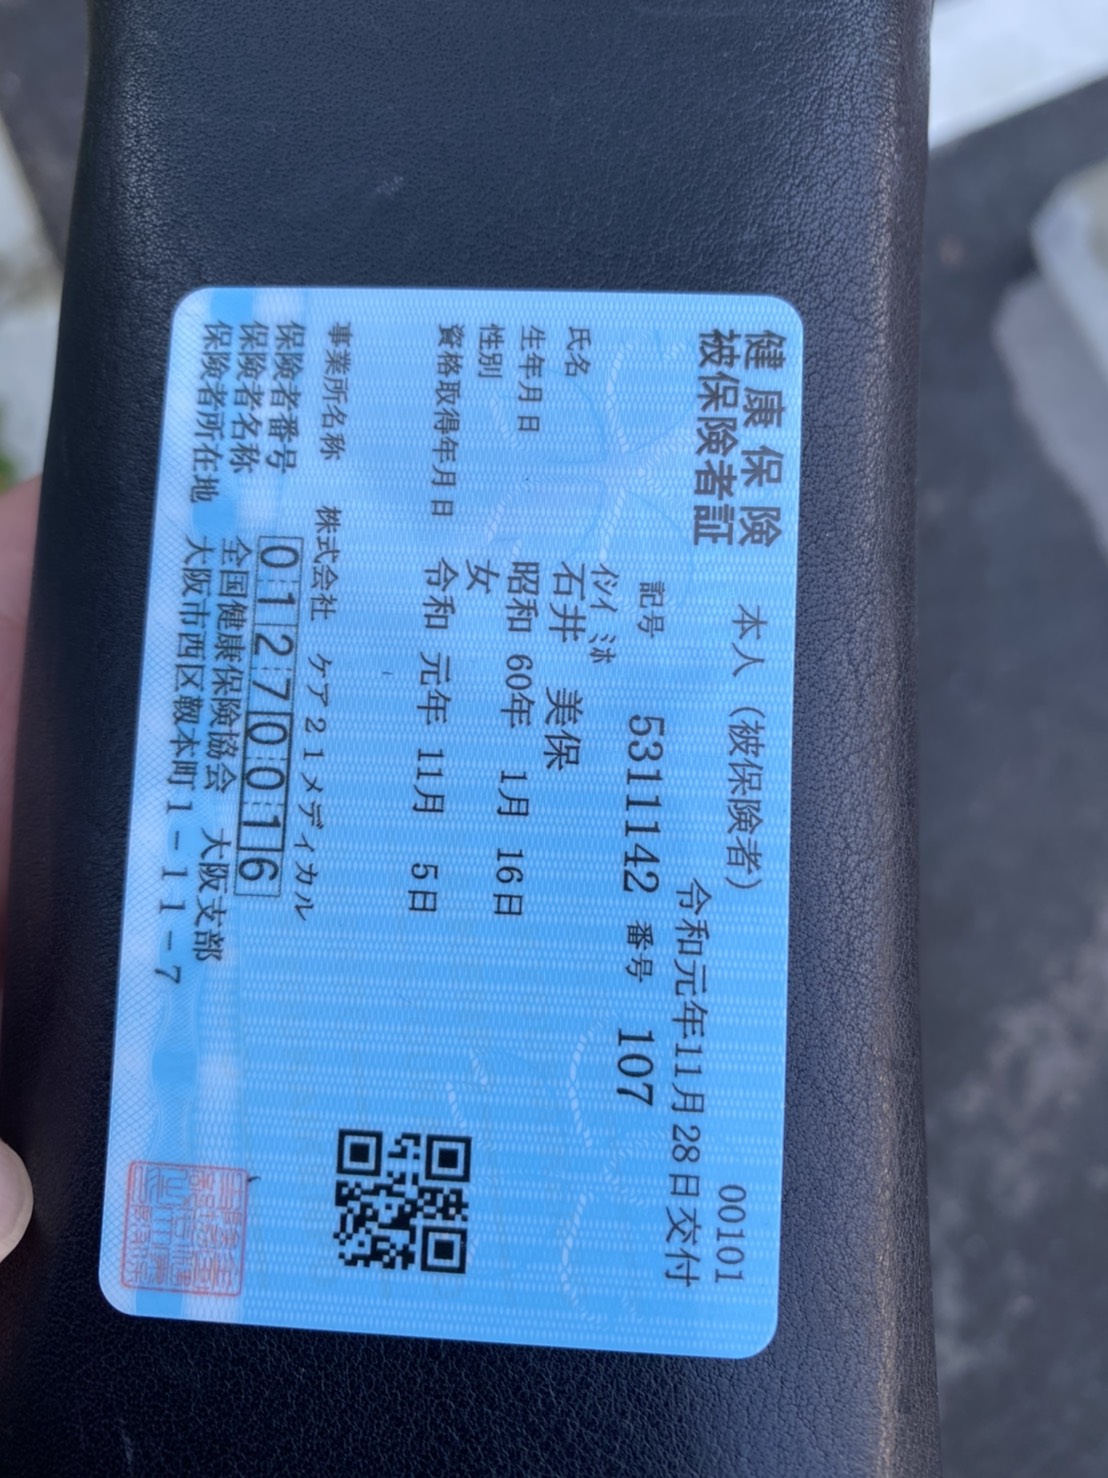 健康保険
被保険者証
本人（被保険者）
00101
令和元年11月28日交付
記号 5311142 番号 107
ｲｼｲ ﾐﾎ
氏名 石井 美保
生年月日 昭和 60年 1月 16日
性別 女
資格取得年月日 令和 元年 11月 5日
事業所名称 株式会社 ケア21メディカル
保険者番号 01270016
保険者名称 全国健康保険協会 大阪支部
保険者所在地 大阪市西区靱本町1-11-7